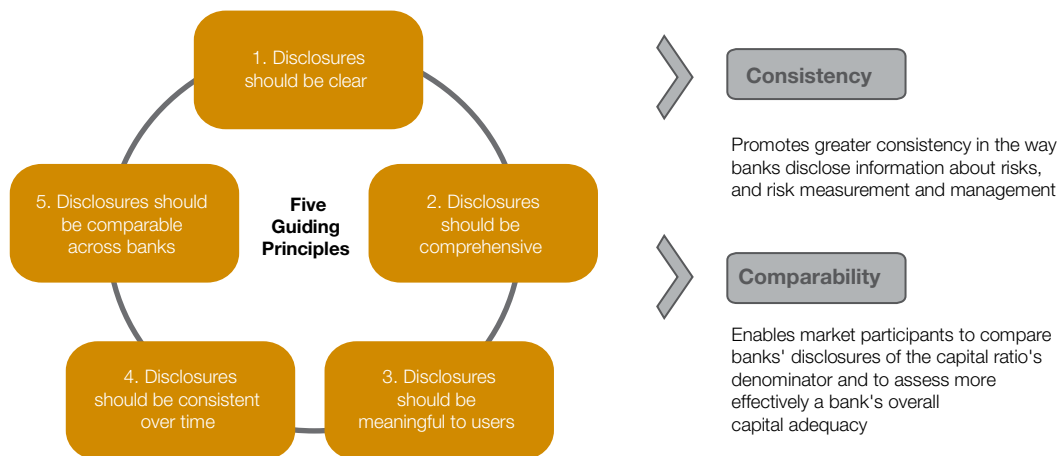 1. Disclosures
should be clear
2. Disclosures
should be
comprehensive
3. Disclosures
should be
meaningful to users
4. Disclosures
should be consistent
over time
5. Disclosures should
be comparable
across banks
Five
Guiding
Principles
Consistency
Promotes greater consistency in the way
banks disclose information about risks,
and risk measurement and management
Comparability
Enables market participants to compare
banks' disclosures of the capital ratio's
denominator and to assess more
effectively a bank's overall
capital adequacy